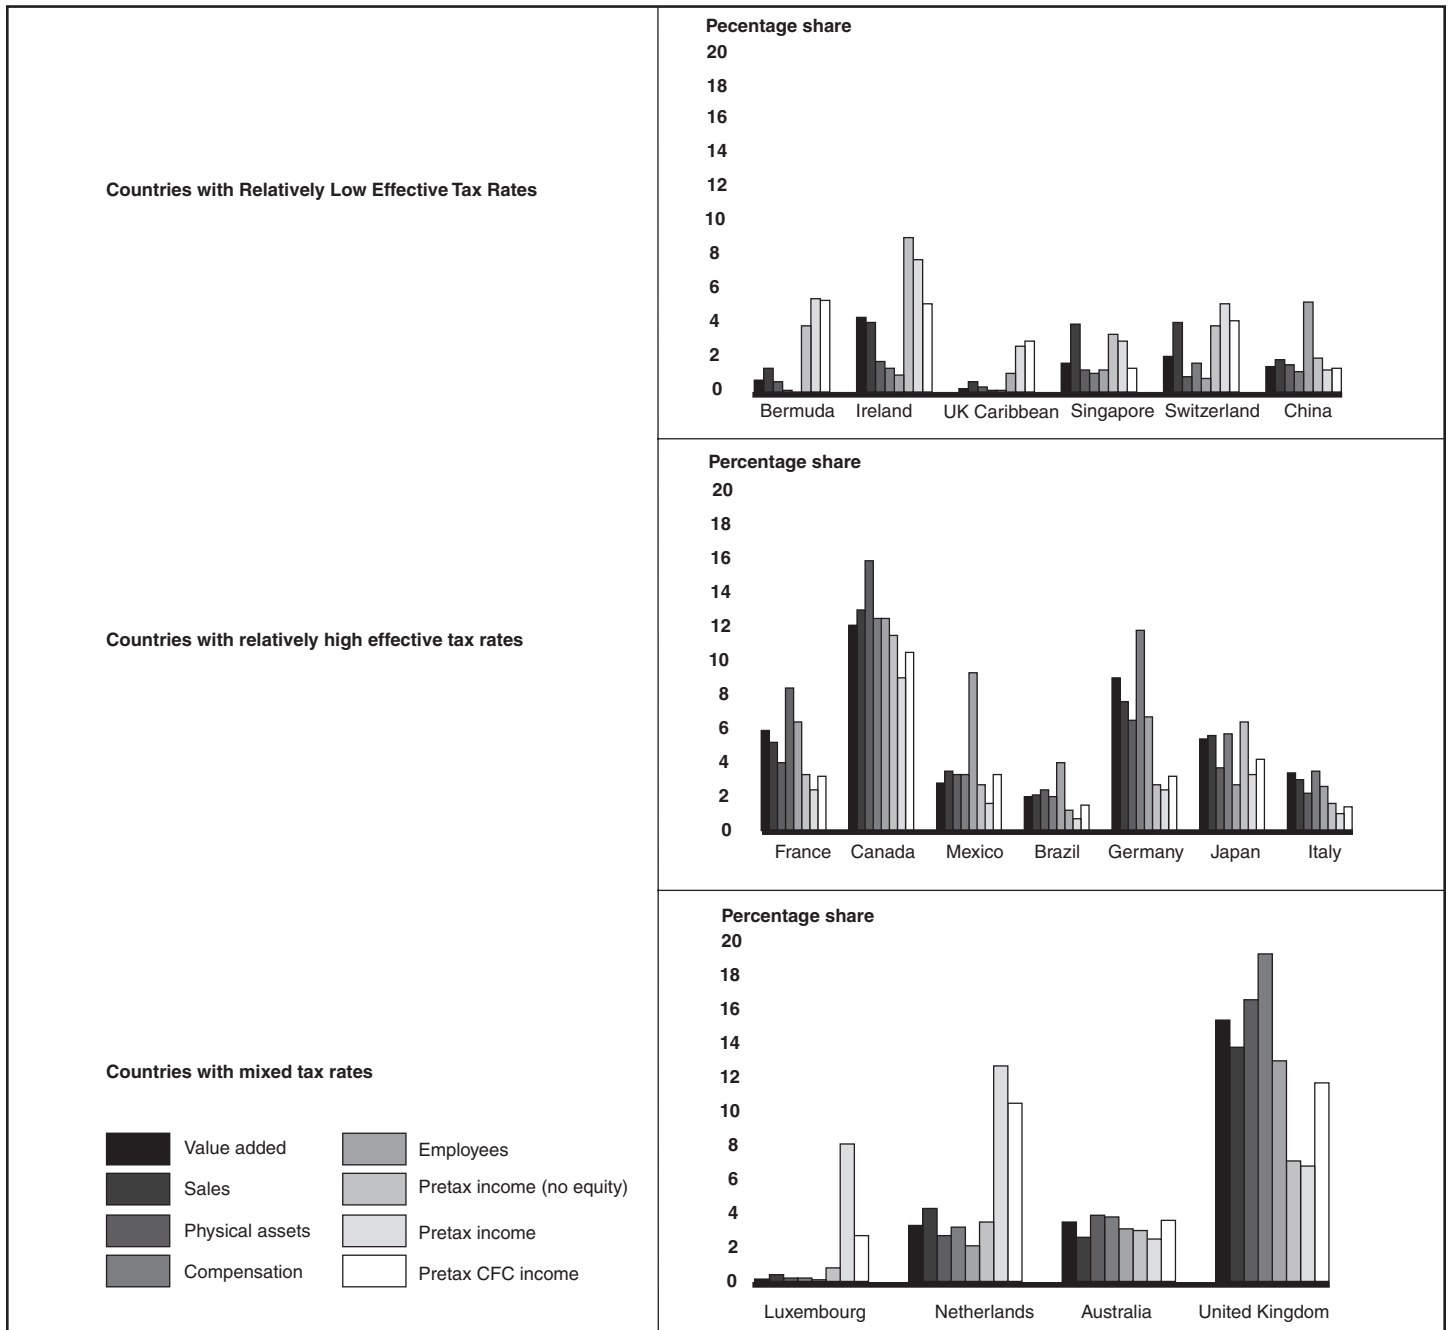 Pecentage share
20
18
16
14
12
10
8
6
4
2
0
Countries with Relatively Low Effective Tax Rates
Bermuda Ireland UK Caribbean Singapore Switzerland China
Percentage share
20
18
16
14
12
10
8
6
4
2
0
Countries with relatively high effective tax rates
France Canada Mexico Brazil Germany Japan Italy
Percentage share
20
18
16
14
12
10
8
6
4
2
0
Countries with mixed tax rates
Value added
Sales
Physical assets
Compensation
Employees
Pretax income (no equity)
Pretax income
Pretax CFC income
Luxembourg Netherlands Australia United Kingdom